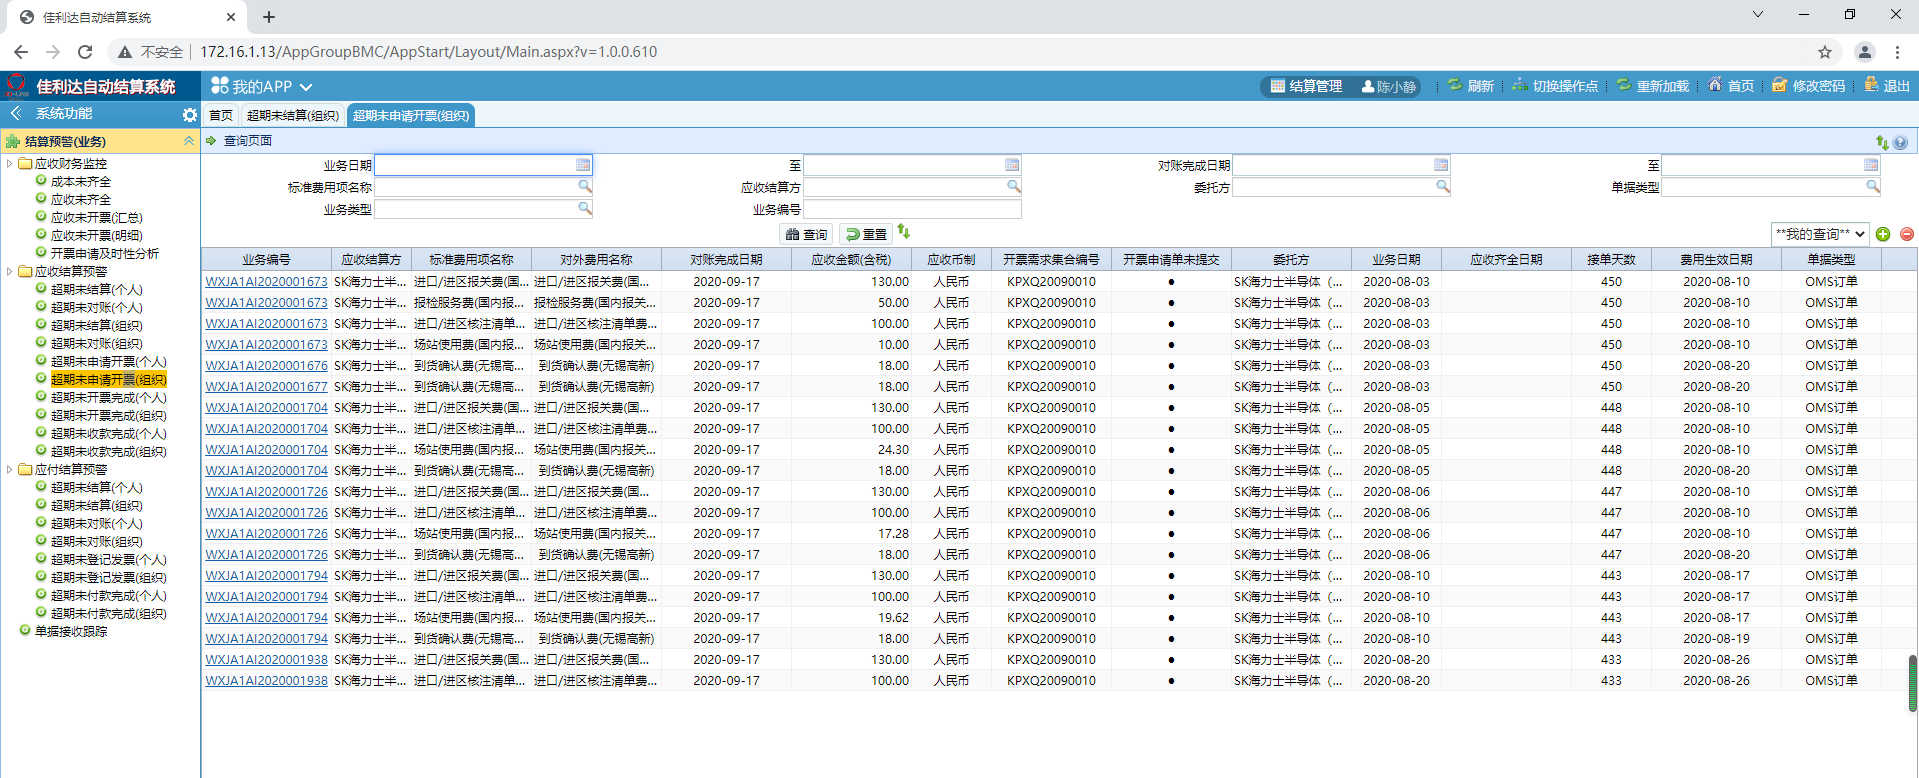 佳利达自动结算系统
不安全 172.16.1.13/AppGroupBMC/AppStart/Layout/Main.aspx?v=1.0.0.610
佳利达自动结算系统 我的APP 结算管理 陈小静 刷新 切换操作点 重新加载 首页 修改密码 退出
系统功能 首页 超期未结算(组织) 超期未申请开票(组织)
结算预警(业务)
应收财务监控
成本未齐全
应收未齐全
应收未开票(汇总)
应收未开票(明细)
开票申请及时性分析
应收结算预警
超期未结算(个人)
超期未对账(个人)
超期未结算(组织)
超期未对账(组织)
超期未申请开票(个人)
超期未申请开票(组织)
超期未开票完成(个人)
超期未开票完成(组织)
超期未收款完成(个人)
超期未收款完成(组织)
应付结算预警
超期未结算(个人)
超期未结算(组织)
超期未对账(个人)
超期未对账(组织)
超期未登记发票(个人)
超期未登记发票(组织)
超期未付款完成(个人)
超期未付款完成(组织)
单据接收跟踪
查询页面
业务日期 至 对账完成日期 至
标准费用项名称 应收结算方 委托方 单据类型
业务类型 业务编号
查询 重置 **我的查询**
业务编号 应收结算方 标准费用项名称 对外费用名称 对账完成日期 应收金额(含税) 应收币制 开票需求集合编号 开票申请单未提交 委托方 业务日期 应收齐全日期 接单天数 费用生效日期 单据类型
WXJA1AI2020001673 SK海力士半... 进口/进区报关费(国... 进口/进区报关费(国... 2020-09-17 130.00 人民币 KPXQ20090010 ● SK海力士半导体（... 2020-08-03 450 2020-08-10 OMS订单
WXJA1AI2020001673 SK海力士半... 报检服务费(国内报... 报检服务费(国内报关... 2020-09-17 50.00 人民币 KPXQ20090010 ● SK海力士半导体（... 2020-08-03 450 2020-08-10 OMS订单
WXJA1AI2020001673 SK海力士半... 进口/进区核注清单... 进口/进区核注清单费... 2020-09-17 100.00 人民币 KPXQ20090010 ● SK海力士半导体（... 2020-08-03 450 2020-08-10 OMS订单
WXJA1AI2020001673 SK海力士半... 场站使用费(国内报... 场站使用费(国内报关... 2020-09-17 10.00 人民币 KPXQ20090010 ● SK海力士半导体（... 2020-08-03 450 2020-08-10 OMS订单
WXJA1AI2020001676 SK海力士半... 到货确认费(无锡高... 到货确认费(无锡高新) 2020-09-17 18.00 人民币 KPXQ20090010 ● SK海力士半导体（... 2020-08-03 450 2020-08-20 OMS订单
WXJA1AI2020001677 SK海力士半... 到货确认费(无锡高... 到货确认费(无锡高新) 2020-09-17 18.00 人民币 KPXQ20090010 ● SK海力士半导体（... 2020-08-03 450 2020-08-20 OMS订单
WXJA1AI2020001704 SK海力士半... 进口/进区报关费(国... 进口/进区报关费(国... 2020-09-17 130.00 人民币 KPXQ20090010 ● SK海力士半导体（... 2020-08-05 448 2020-08-10 OMS订单
WXJA1AI2020001704 SK海力士半... 进口/进区核注清单... 进口/进区核注清单费... 2020-09-17 100.00 人民币 KPXQ20090010 ● SK海力士半导体（... 2020-08-05 448 2020-08-10 OMS订单
WXJA1AI2020001704 SK海力士半... 场站使用费(国内报... 场站使用费(国内报关... 2020-09-17 24.30 人民币 KPXQ20090010 ● SK海力士半导体（... 2020-08-05 448 2020-08-10 OMS订单
WXJA1AI2020001704 SK海力士半... 到货确认费(无锡高... 到货确认费(无锡高新) 2020-09-17 18.00 人民币 KPXQ20090010 ● SK海力士半导体（... 2020-08-05 448 2020-08-20 OMS订单
WXJA1AI2020001726 SK海力士半... 进口/进区报关费(国... 进口/进区报关费(国... 2020-09-17 130.00 人民币 KPXQ20090010 ● SK海力士半导体（... 2020-08-06 447 2020-08-10 OMS订单
WXJA1AI2020001726 SK海力士半... 进口/进区核注清单... 进口/进区核注清单费... 2020-09-17 100.00 人民币 KPXQ20090010 ● SK海力士半导体（... 2020-08-06 447 2020-08-10 OMS订单
WXJA1AI2020001726 SK海力士半... 场站使用费(国内报... 场站使用费(国内报关... 2020-09-17 17.28 人民币 KPXQ20090010 ● SK海力士半导体（... 2020-08-06 447 2020-08-10 OMS订单
WXJA1AI2020001726 SK海力士半... 到货确认费(无锡高... 到货确认费(无锡高新) 2020-09-17 18.00 人民币 KPXQ20090010 ● SK海力士半导体（... 2020-08-06 447 2020-08-20 OMS订单
WXJA1AI2020001794 SK海力士半... 进口/进区报关费(国... 进口/进区报关费(国... 2020-09-17 130.00 人民币 KPXQ20090010 ● SK海力士半导体（... 2020-08-10 443 2020-08-17 OMS订单
WXJA1AI2020001794 SK海力士半... 进口/进区核注清单... 进口/进区核注清单费... 2020-09-17 100.00 人民币 KPXQ20090010 ● SK海力士半导体（... 2020-08-10 443 2020-08-17 OMS订单
WXJA1AI2020001794 SK海力士半... 场站使用费(国内报... 场站使用费(国内报关... 2020-09-17 19.62 人民币 KPXQ20090010 ● SK海力士半导体（... 2020-08-10 443 2020-08-17 OMS订单
WXJA1AI2020001794 SK海力士半... 到货确认费(无锡高... 到货确认费(无锡高新) 2020-09-17 18.00 人民币 KPXQ20090010 ● SK海力士半导体（... 2020-08-10 443 2020-08-19 OMS订单
WXJA1AI2020001938 SK海力士半... 进口/进区报关费(国... 进口/进区报关费(国... 2020-09-17 130.00 人民币 KPXQ20090010 ● SK海力士半导体（... 2020-08-20 433 2020-08-26 OMS订单
WXJA1AI2020001938 SK海力士半... 进口/进区核注清单... 进口/进区核注清单费... 2020-09-17 100.00 人民币 KPXQ20090010 ● SK海力士半导体（... 2020-08-20 433 2020-08-26 OMS订单